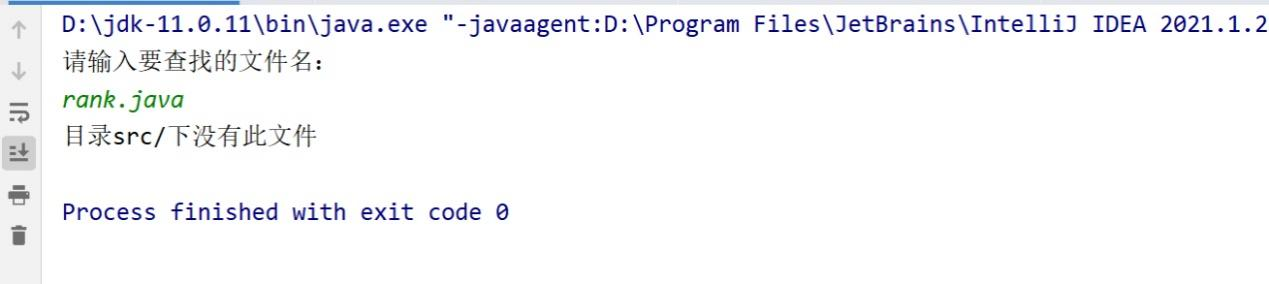 D:\jdk-11.0.11\bin\java.exe "-javaagent:D:\Program Files\JetBrains\IntelliJ IDEA 2021.1.2
请输入要查找的文件名：
rank.java
目录src/下没有此文件
Process finished with exit code 0